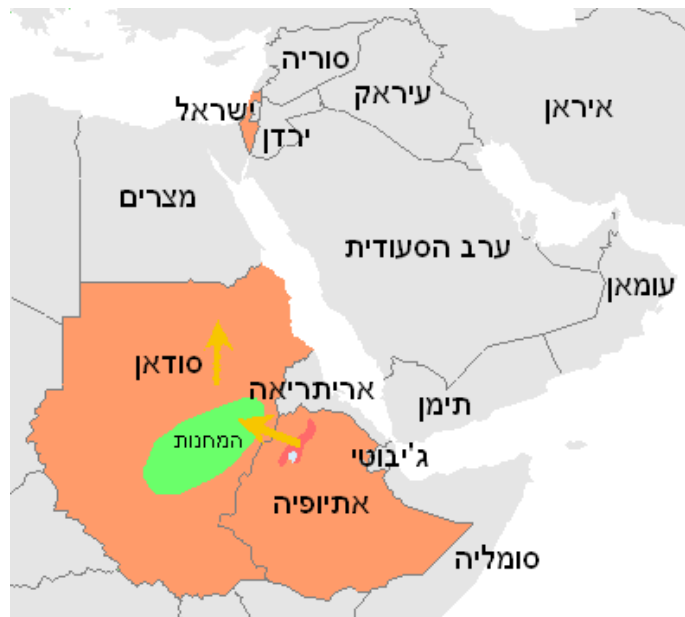 סוריה
עיראק
איראן
ישראל
ירדן
מצרים
ערב הסעודית
עומאן
סודאן
אריתריאה
תימן
המחנות
ג'יבוטי
אתיופיה
סומליה